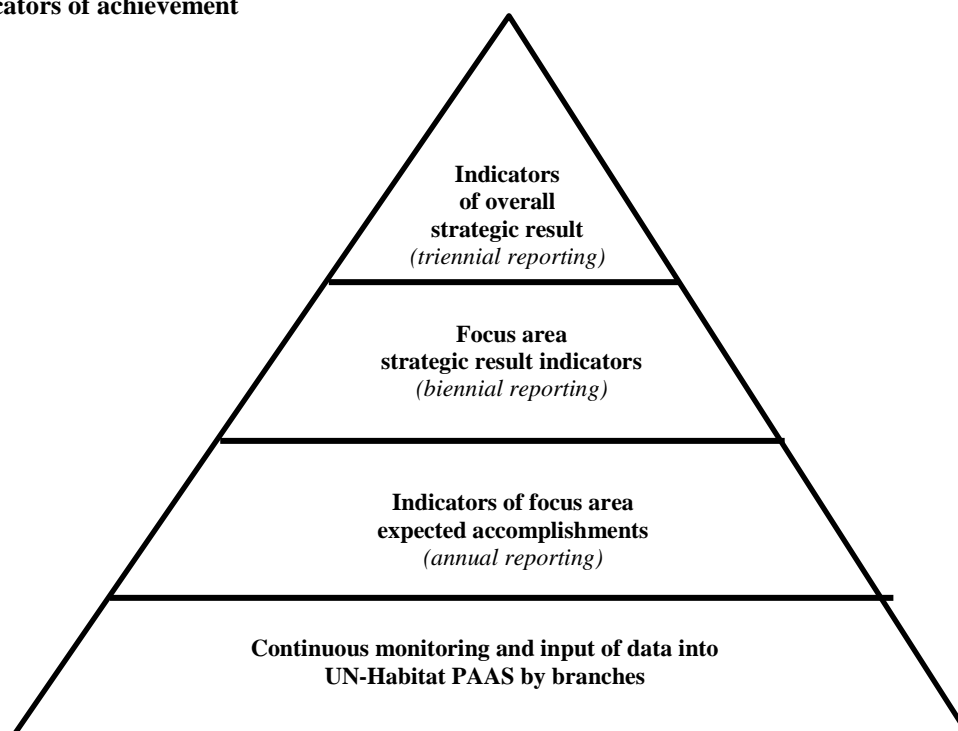 cators of achievement
Indicators
of overall
strategic result
(triennial reporting)
Focus area
strategic result indicators
(biennial reporting)
Indicators of focus area
expected accomplishments
(annual reporting)
Continuous monitoring and input of data into
UN-Habitat PAAS by branches